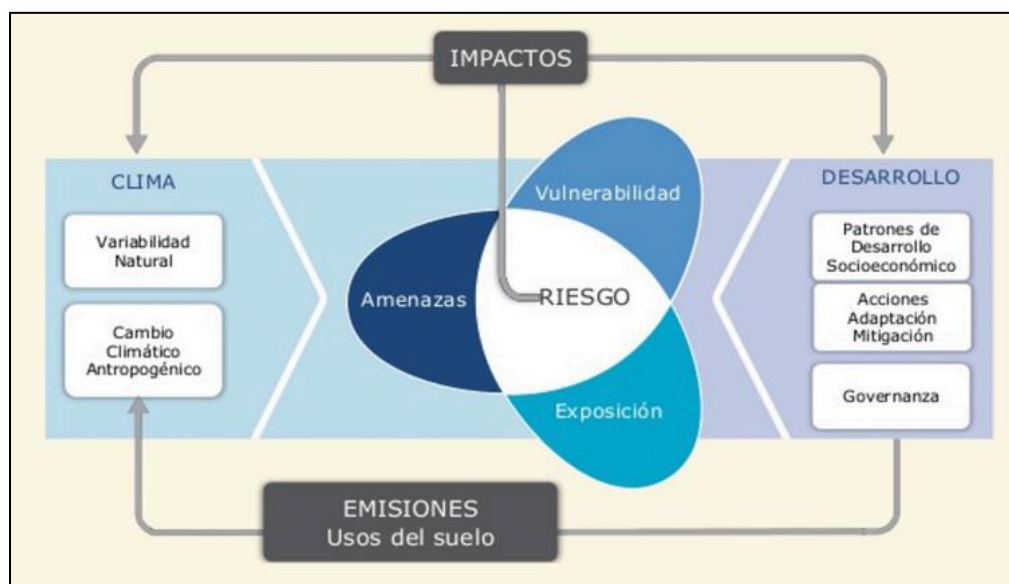 IMPACTOS
CLIMA
Variabilidad
Natural
Cambio
Climático
Antropogénico
Vulnerabilidad
Amenazas
RIESGO
Exposición
DESARROLLO
Patrones de
Desarrollo
Socioeconómico
Acciones
Adaptación
Mitigación
Governanza
EMISIONES
Usos del suelo